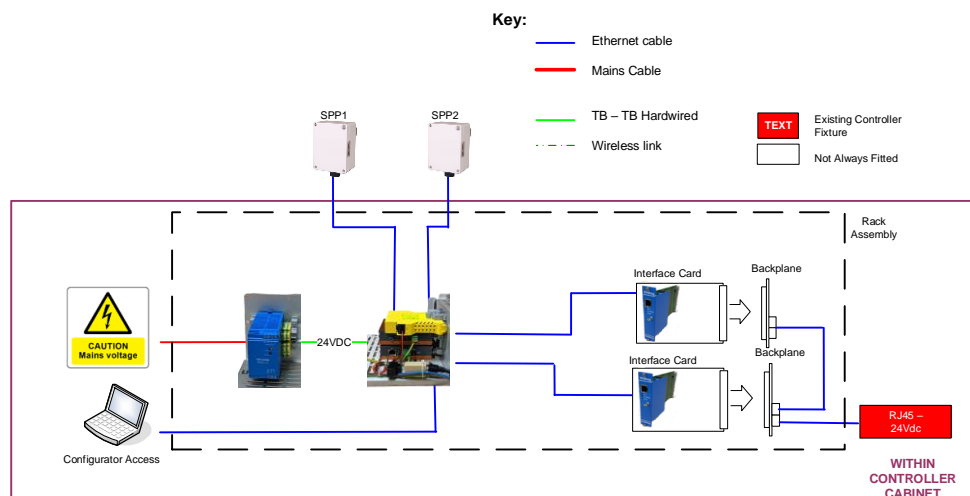 Key:
Ethernet cable
Mains Cable
TB – TB Hardwired
Wireless link
TEXT
Existing Controller
Fixture
Not Always Fitted
SPP1
SPP2
Rack
Assembly
Interface Card
Backplane
CAUTION
Mains voltage
24VDC
Interface Card
Backplane
RJ45 –
24Vdc
Configurator Access
WITHIN
CONTROLLER
CABINET